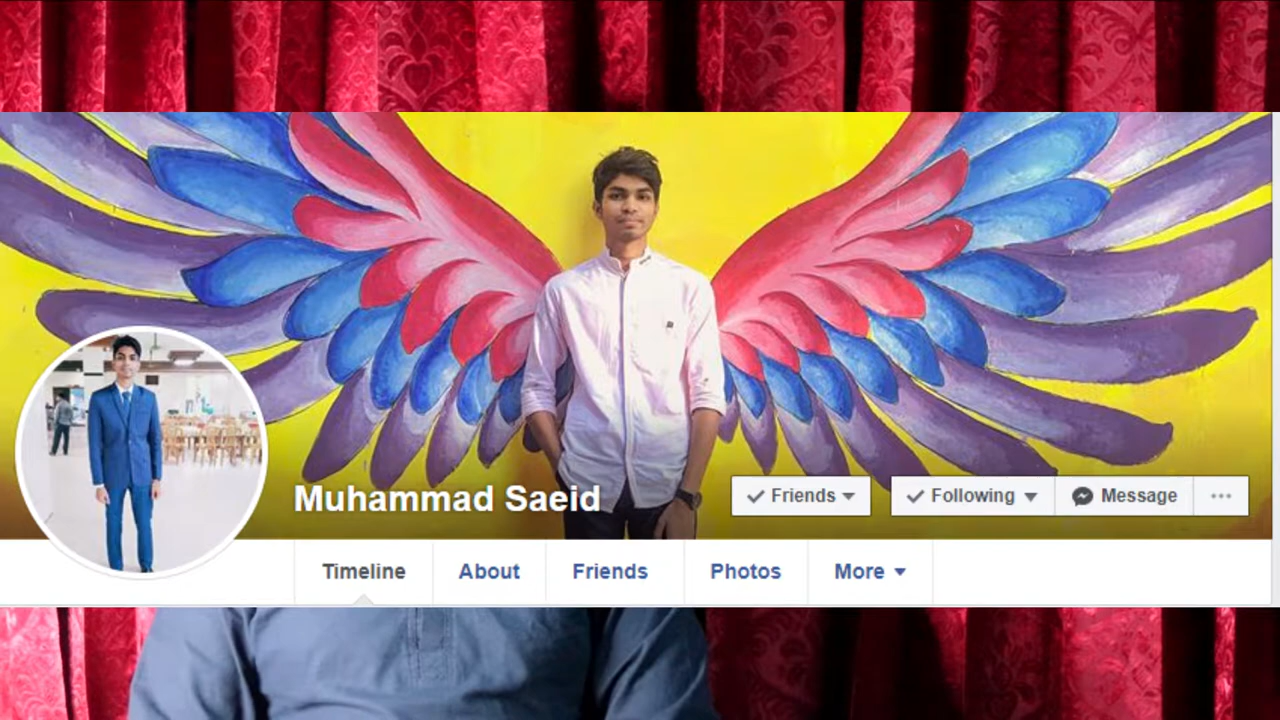 Muhammad Saeid
Friends
Following
Message
Timeline
About
Friends
Photos
More